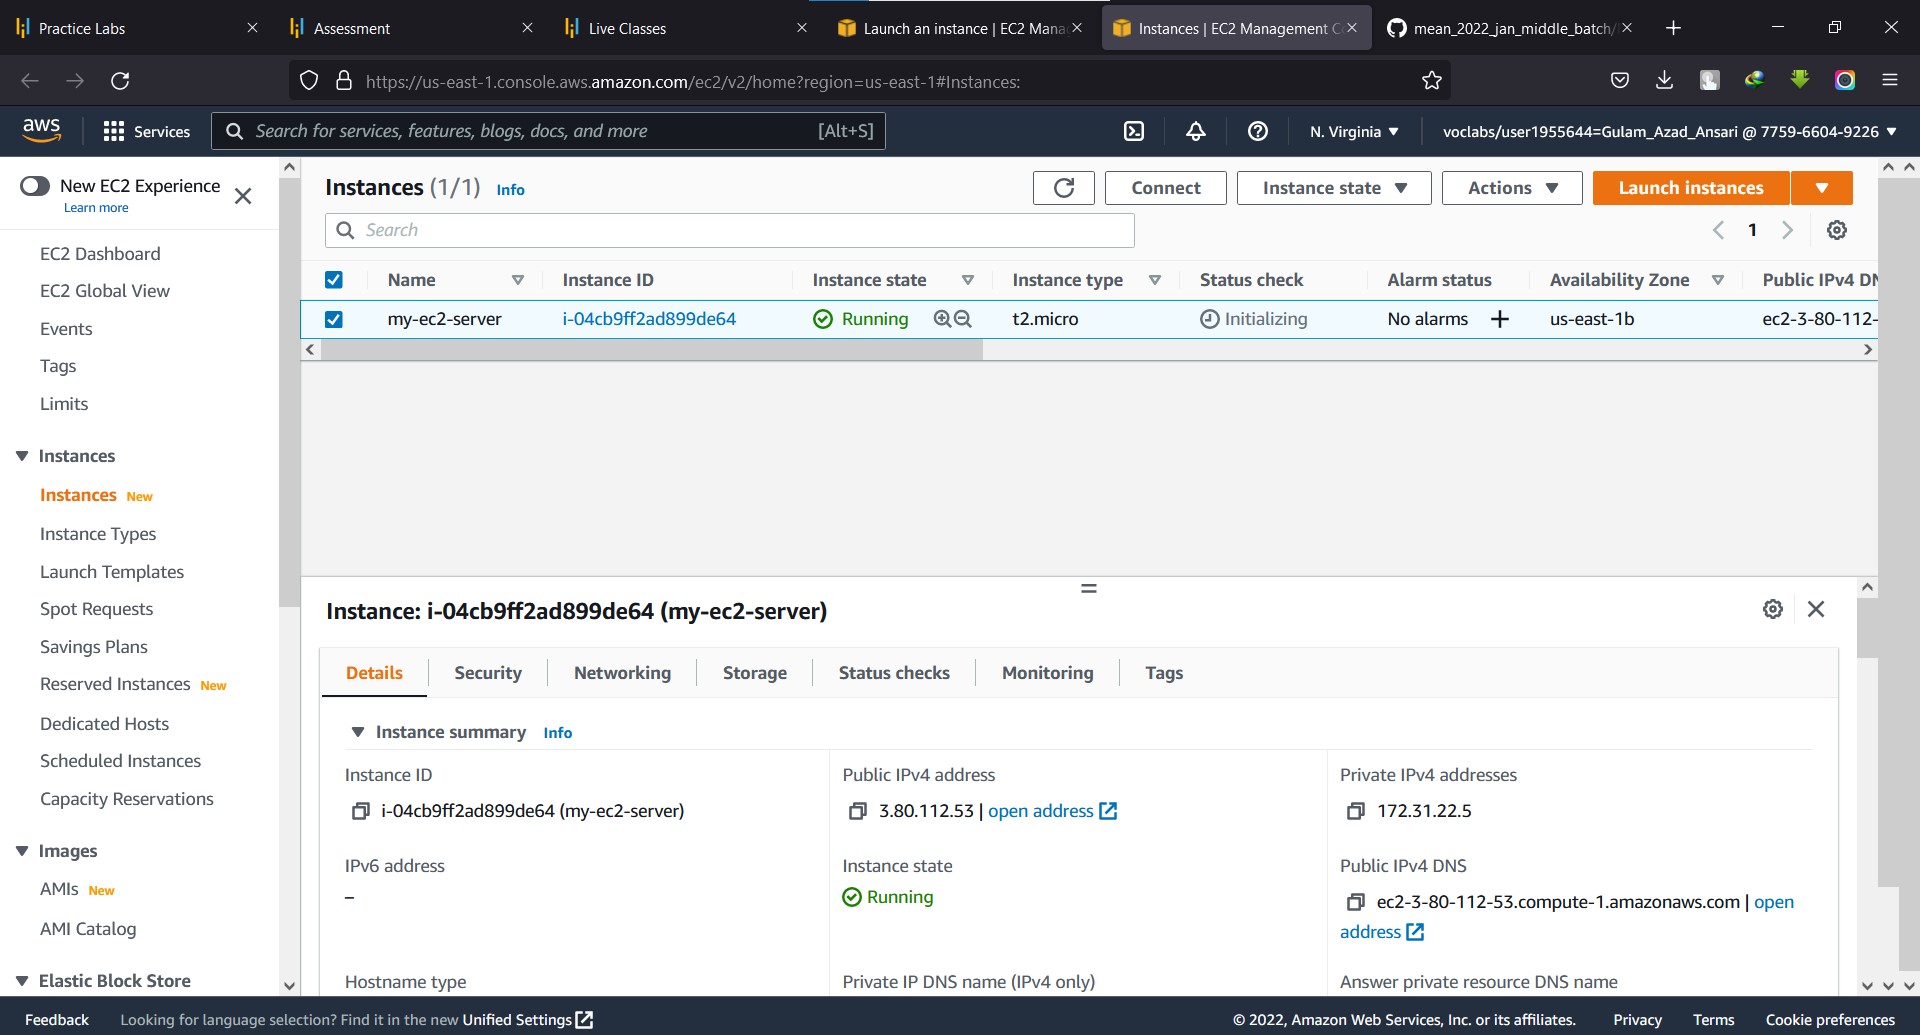 Practice Labs
Assessment
Live Classes
Launch an instance | EC2 Mana
Instances | EC2 Management C
mean_2022_jan_middle_batch/
https://us-east-1.console.aws.amazon.com/ec2/v2/home?region=us-east-1#Instances:
aws
Services
Search for services, features, blogs, docs, and more
[Alt+S]
N. Virginia
voclabs/user1955644=Gulam_Azad_Ansari @ 7759-6604-9226
New EC2 Experience
Learn more
EC2 Dashboard
EC2 Global View
Events
Tags
Limits
Instances
Instances New
Instance Types
Launch Templates
Spot Requests
Savings Plans
Reserved Instances New
Dedicated Hosts
Scheduled Instances
Capacity Reservations
Images
AMIs New
AMI Catalog
Elastic Block Store
Instances (1/1) Info
Connect
Instance state
Actions
Launch instances
Search
1
Name
Instance ID
Instance state
Instance type
Status check
Alarm status
Availability Zone
Public IPv4 DN
my-ec2-server
i-04cb9ff2ad899de64
Running
t2.micro
Initializing
No alarms
us-east-1b
ec2-3-80-112-
Instance: i-04cb9ff2ad899de64 (my-ec2-server)
Details
Security
Networking
Storage
Status checks
Monitoring
Tags
Instance summary Info
Instance ID
i-04cb9ff2ad899de64 (my-ec2-server)
Public IPv4 address
3.80.112.53 | open address
Private IPv4 addresses
172.31.22.5
IPv6 address
–
Instance state
Running
Public IPv4 DNS
ec2-3-80-112-53.compute-1.amazonaws.com | open
address
Hostname type
Private IP DNS name (IPv4 only)
Answer private resource DNS name
Feedback
Looking for language selection? Find it in the new Unified Settings
© 2022, Amazon Web Services, Inc. or its affiliates.
Privacy
Terms
Cookie preferences